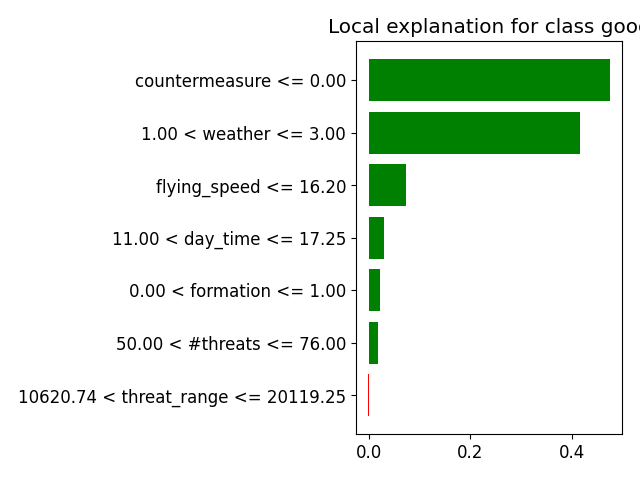 Local explanation for class goo
countermeasure <= 0.00
1.00 < weather <= 3.00
flying_speed <= 16.20
11.00 < day_time <= 17.25
0.00 < formation <= 1.00
50.00 < #threats <= 76.00
10620.74 < threat_range <= 20119.25
0.0 0.2 0.4